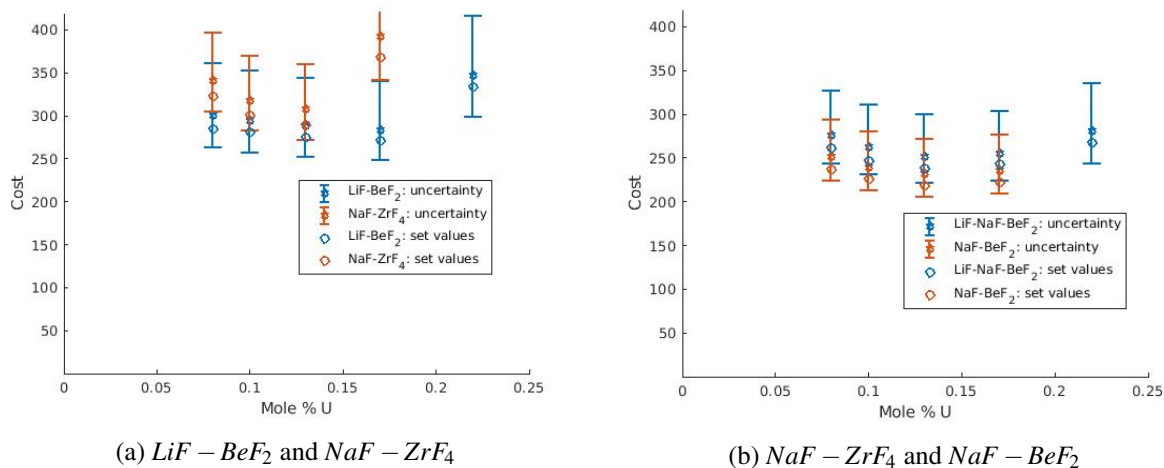 400
350
300
250
200
150
100
50
0
0.05
0.1
0.15
0.2
0.25
Cost
Mole % U
LiF-BeF2: uncertainty
NaF-ZrF4: uncertainty
LiF-BeF2: set values
NaF-ZrF4: set values
(a) LiF − BeF2 and NaF − ZrF4
400
350
300
250
200
150
100
50
0
0.05
0.1
0.15
0.2
0.25
Cost
Mole % U
LiF-NaF-BeF2: uncertainty
NaF-BeF2: uncertainty
LiF-NaF-BeF2: set values
NaF-BeF2: set values
(b) NaF − ZrF4 and NaF − BeF2